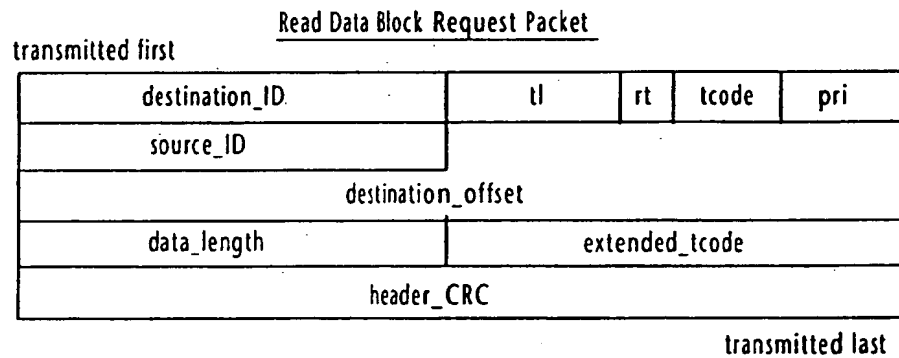 Read Data Block Request Packet
transmitted first
destination_ID tl rt tcode pri
source_ID
destination_offset
data_length extended_tcode
header_CRC
transmitted last